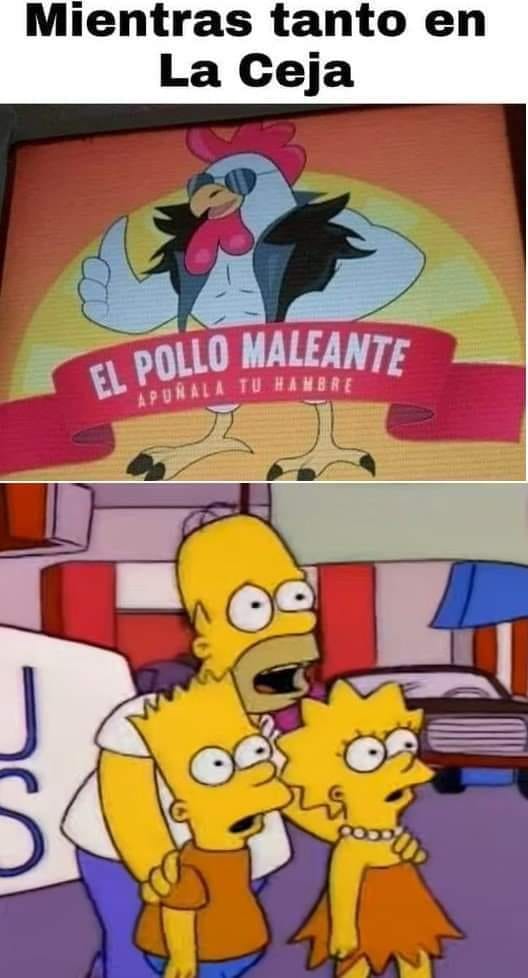 Mientras tanto en
La Ceja
EL POLLO MALEANTE
APUÑALA TU HAMBRE
J
S